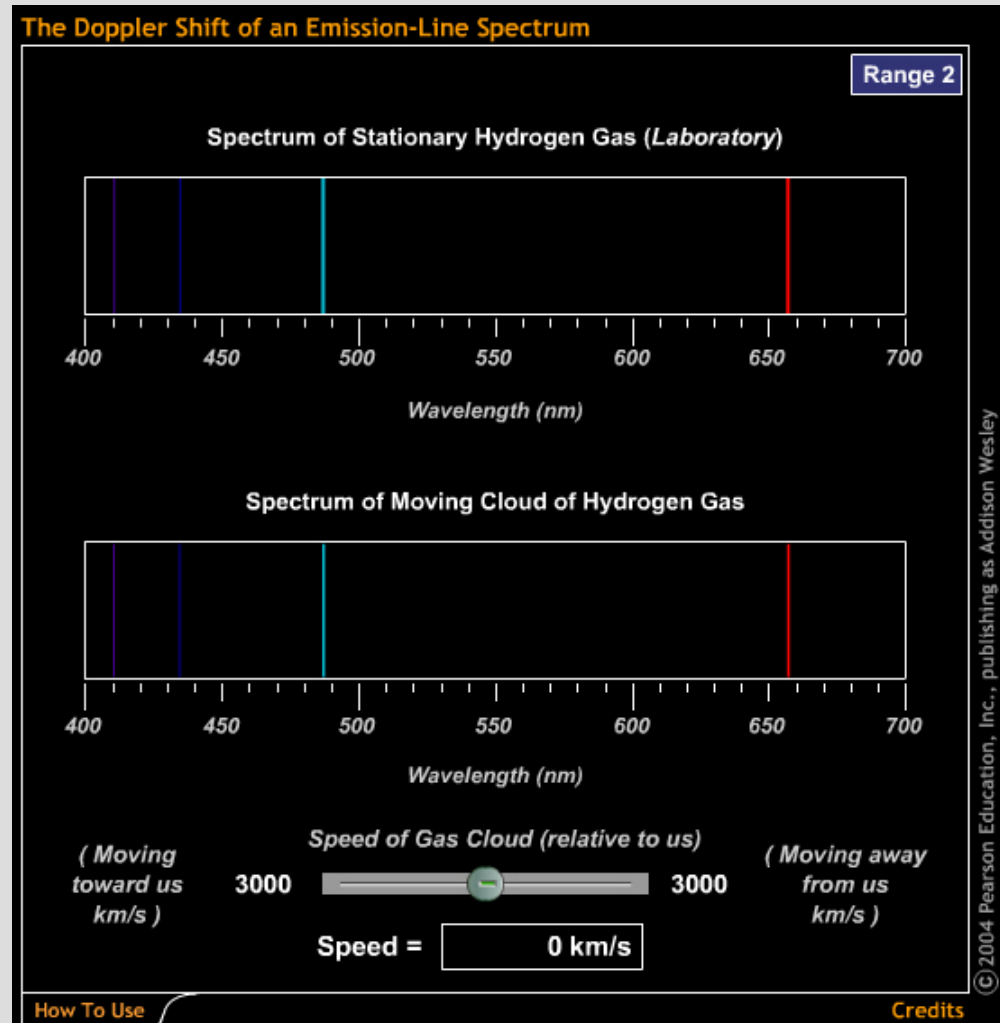 The Doppler Shift of an Emission-Line Spectrum
Range 2
Spectrum of Stationary Hydrogen Gas (Laboratory)
400 450 500 550 600 650 700
Wavelength (nm)
Spectrum of Moving Cloud of Hydrogen Gas
400 450 500 550 600 650 700
Wavelength (nm)
Speed of Gas Cloud (relative to us)
( Moving
toward us
km/s )
3000
3000
( Moving away
from us
km/s )
Speed = 0 km/s
How To Use
Credits
©2004 Pearson Education, Inc., publishing as Addison Wesley